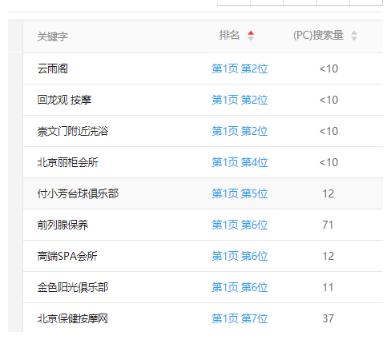 关键字 排名 (PC)搜索量
云雨阁 第1页 第2位 <10
回龙观 按摩 第1页 第2位 <10
崇文门附近洗浴 第1页 第2位 <10
北京丽柜会所 第1页 第4位 <10
付小芳台球俱乐部 第1页 第5位 12
前列腺保养 第1页 第6位 71
高端SPA会所 第1页 第6位 12
金色阳光俱乐部 第1页 第6位 11
北京保健按摩网 第1页 第7位 37